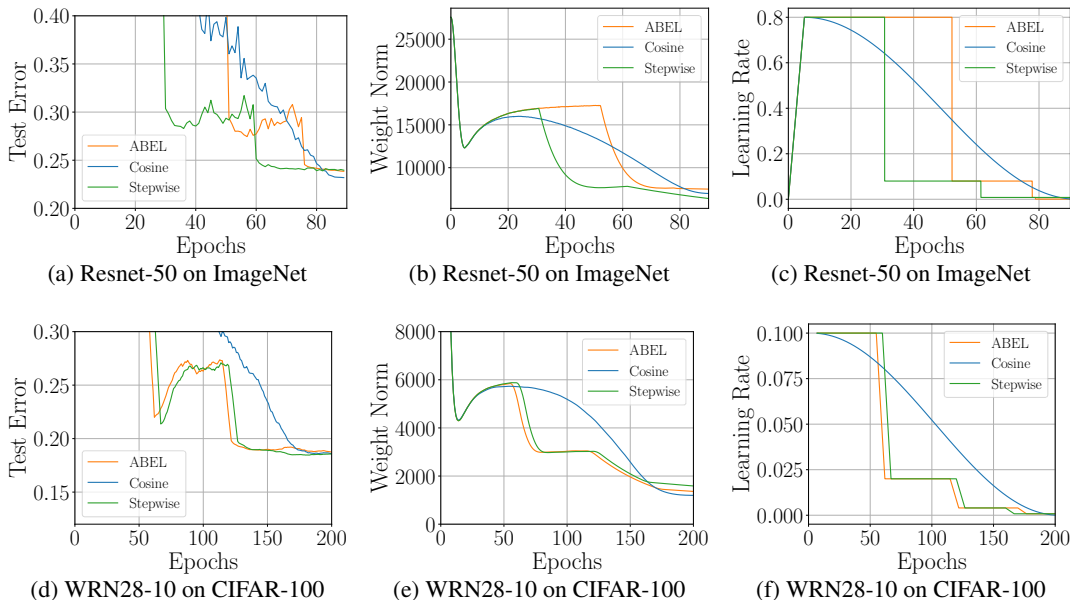 Test Error
0.40
0.35
0.30
0.25
0.20
ABEL
Cosine
Stepwise
0 20 40 60 80
Epochs
(a) Resnet-50 on ImageNet
Weight Norm
25000
22500
20000
17500
15000
12500
10000
ABEL
Cosine
Stepwise
0 20 40 60 80
Epochs
(b) Resnet-50 on ImageNet
Learning Rate
0.8
0.6
0.4
0.2
0.0
ABEL
Cosine
Stepwise
0 20 40 60 80
Epochs
(c) Resnet-50 on ImageNet
Test Error
0.30
0.25
0.20
0.15
ABEL
Cosine
Stepwise
0 50 100 150 200
Epochs
(d) WRN28-10 on CIFAR-100
Weight Norm
8000
6000
4000
2000
0
ABEL
Cosine
Stepwise
0 50 100 150 200
Epochs
(e) WRN28-10 on CIFAR-100
Learning Rate
0.100
0.075
0.050
0.025
0.000
ABEL
Cosine
Stepwise
0 50 100 150 200
Epochs
(f) WRN28-10 on CIFAR-100